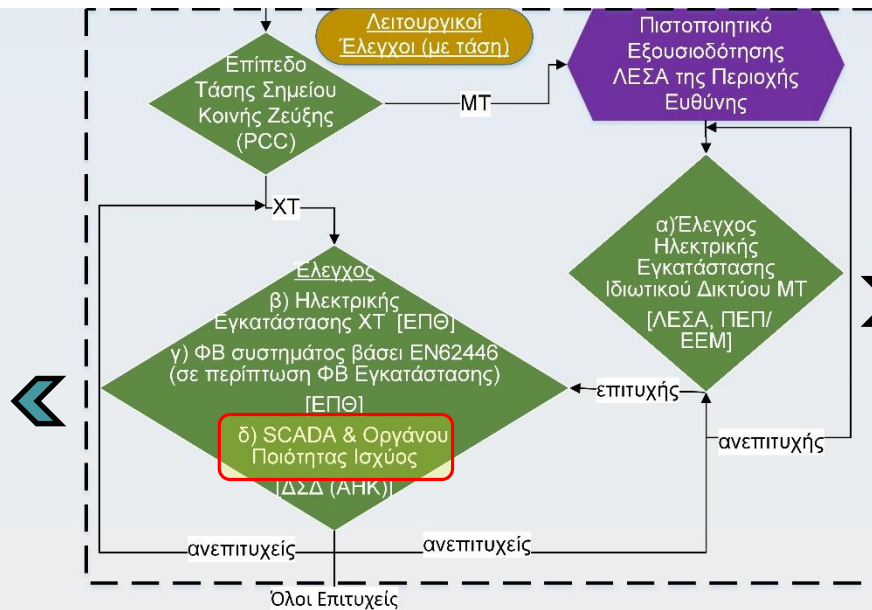 Λειτουργικοί
Έλεγχοι (με τάση)
Επίπεδο
Τάσης Σημείου
Κοινής Ζεύξης
(PCC)
ΜΤ
Πιστοποιητικό
Εξουσιοδότησης
ΛΕΣΑ της Περιοχής
Ευθύνης
ΧΤ
α)Έλεγχος
Ηλεκτρικής
Εγκατάστασης
Ιδιωτικού Δικτύου ΜΤ
[ΛΕΣΑ, ΠΕΠ/
ΕΕΜ]
Έλεγχος
β) Ηλεκτρικής
Εγκατάστασης ΧΤ [ΕΠΘ]
γ) ΦΒ συστημάτος βάσει EN62446
(σε περίπτωση ΦΒ Εγκατάστασης)
[ΕΠΘ]
δ) SCADA & Οργάνου
Ποιότητας Ισχύος
[ΔΣΔ (ΑΗΚ)]
επιτυχής
ανεπιτυχής
ανεπιτυχείς
ανεπιτυχείς
Όλοι Επιτυχείς